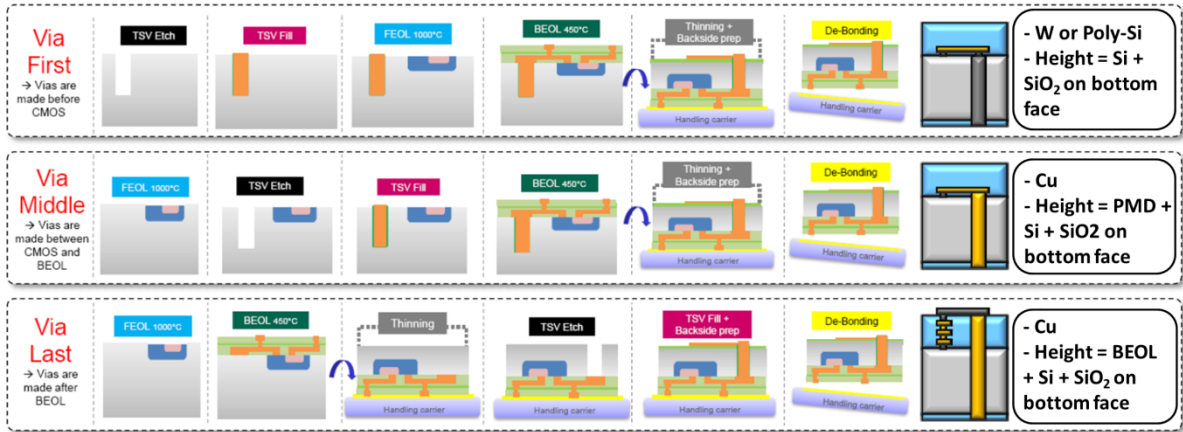 Via
First
→ Vias are
made before
CMOS
TSV Etch
TSV Fill
FEOL 1000°C
BEOL 450°C
Thinning +
Backside prep
Handling carrier
De-Bonding
Handling carrier
- W or Poly-Si
- Height = Si +
SiO₂ on bottom
face
Via
Middle
→ Vias are
made between
CMOS and
BEOL
FEOL 1000°C
TSV Etch
TSV Fill
BEOL 450°C
Thinning +
Backside prep
Handling carrier
De-Bonding
Handling carrier
- Cu
- Height = PMD +
Si + SiO2 on
bottom face
Via
Last
→ Vias are
made after
BEOL
FEOL 1000°C
BEOL 450°C
Thinning
Handling carrier
TSV Etch
Handling carrier
TSV Fill +
Backside prep
Handling carrier
De-Bonding
Handling carrier
- Cu
- Height = BEOL
+ Si + SiO₂ on
bottom face